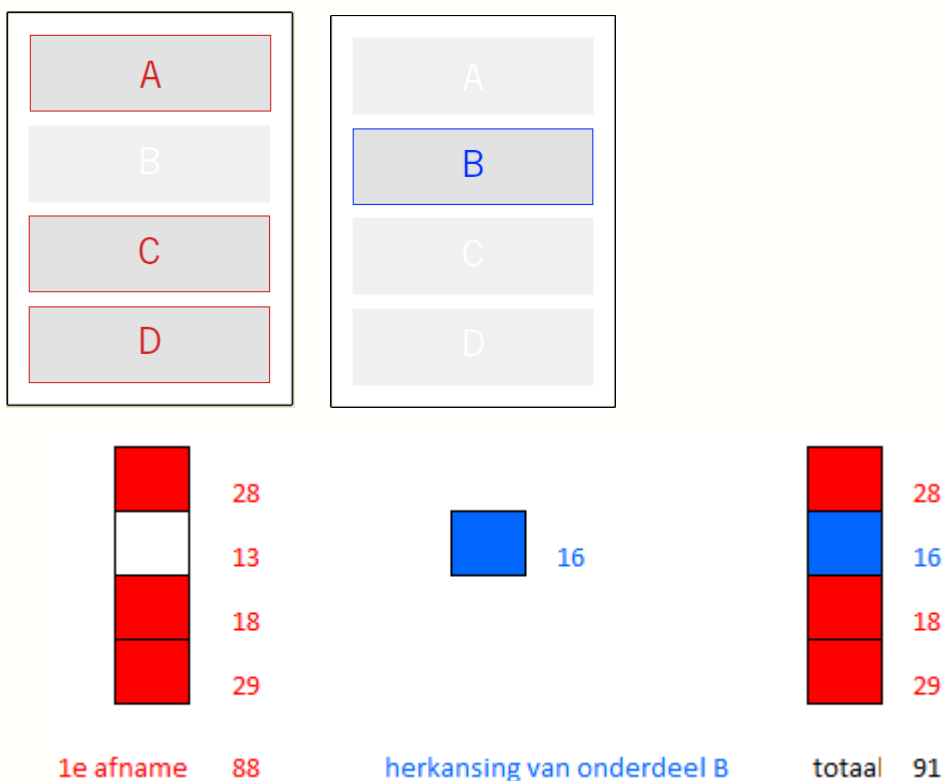 A
B
C
D
A
B
C
D
28
13
18
29
1e afname 88
16
herkansing van onderdeel B
28
16
18
29
totaal 91